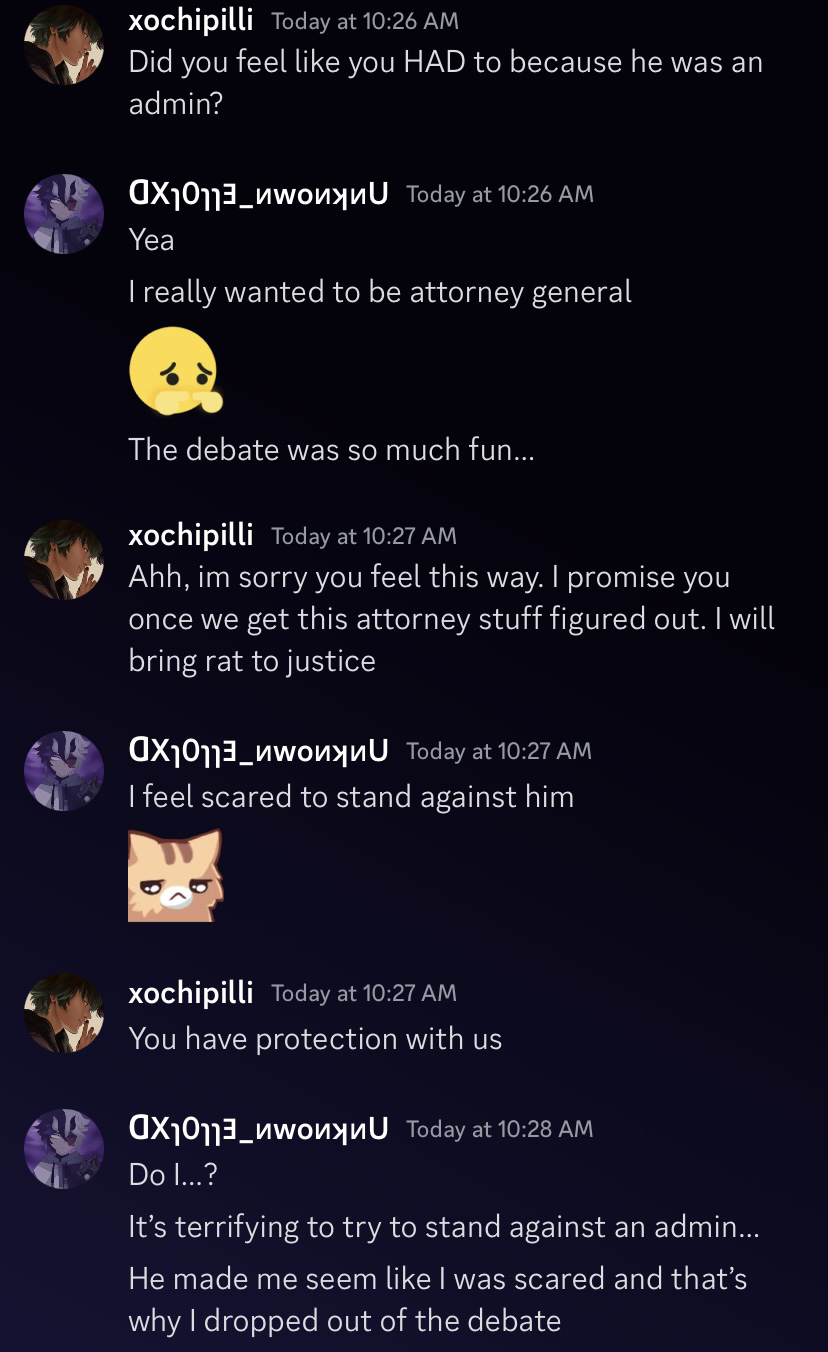 xochipilli Today at 10:26 AM
Did you feel like you HAD to because he was an
admin?
ᗡXɿ0ɿɿƎ_ᴎwoᴎʞᴎU Today at 10:26 AM
Yea
I really wanted to be attorney general
The debate was so much fun...
xochipilli Today at 10:27 AM
Ahh, im sorry you feel this way. I promise you
once we get this attorney stuff figured out. I will
bring rat to justice
ᗡXɿ0ɿɿƎ_ᴎwoᴎʞᴎU Today at 10:27 AM
I feel scared to stand against him
xochipilli Today at 10:27 AM
You have protection with us
ᗡXɿ0ɿɿƎ_ᴎwoᴎʞᴎU Today at 10:28 AM
Do I...?
It’s terrifying to try to stand against an admin...
He made me seem like I was scared and that’s
why I dropped out of the debate